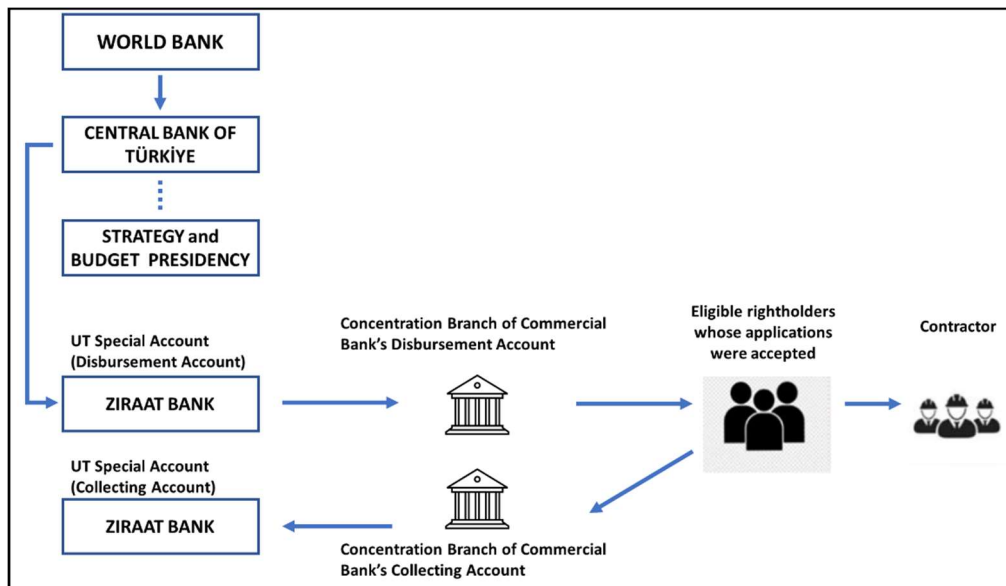 WORLD BANK
CENTRAL BANK OF
TÜRKİYE
STRATEGY and
BUDGET PRESIDENCY
UT Special Account
(Disbursement Account)
ZIRAAT BANK
Concentration Branch of Commercial
Bank's Disbursement Account
Eligible rightholders
whose applications
were accepted
Contractor
UT Special Account
(Collecting Account)
ZIRAAT BANK
Concentration Branch of Commercial
Bank's Collecting Account